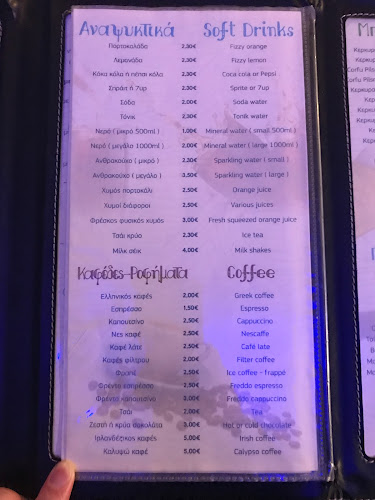 Αναψυκτικά Soft Drinks
Πορτοκαλάδα 2,30€ Fizzy orange
Λεμονάδα 2,30€ Fizzy lemon
Κόκα κόλα ή πέπσι κόλα 2,30€ Coca cola or Pepsi
Σπράιτ ή 7up 2,30€ Sprite or 7up
Σόδα 2,00€ Soda water
Τόνικ 2,30€ Tonik water
Νερό ( μικρό 500ml ) 1,00€ Mineral water ( small 500ml )
Νερό ( μεγάλο 1000ml ) 2,00€ Mineral water ( large 1000ml )
Ανθρακούχο ( μικρό ) 2,30€ Sparkling water ( small )
Ανθρακούχο ( μεγάλο ) 3,50€ Sparkling water ( large )
Χυμός πορτοκάλι 2,50€ Orange juice
Χυμοί διάφοροι 2,50€ Various juices
Φρέσκος φυσικός χυμός 3,00€ Fresh squeezed orange juice
Τσάι κρύο 2,30€ Ice tea
Μιλκ σέικ 4,00€ Milk shakes
Καφέδες-Ροφήματα Coffee
Ελληνικός καφές 2,00€ Greek coffee
Εσπρέσσο 1,50€ Espresso
Καπουτσίνο 2,50€ Cappuccino
Νες καφέ 2,50€ Nescaffe
Καφέ λάτε 2,50€ Café late
Καφές φίλτρου 2,00€ Filter coffee
Φραπέ 2,50€ Ice coffee - frappe
Φρέντο εσπρέσσο Freddo espresso
Φρέντο καπουτσίνο Freddo cappuccino
Τσάι 2,00€ Tea
Ζεστή ή κρύα σοκολάτα 3,00€ Hot or cold chocolate
Ιρλανδέζικος καφές 5,00€ Irish coffee
Καλυψώ καφέ 5,00€ Calypso coffee